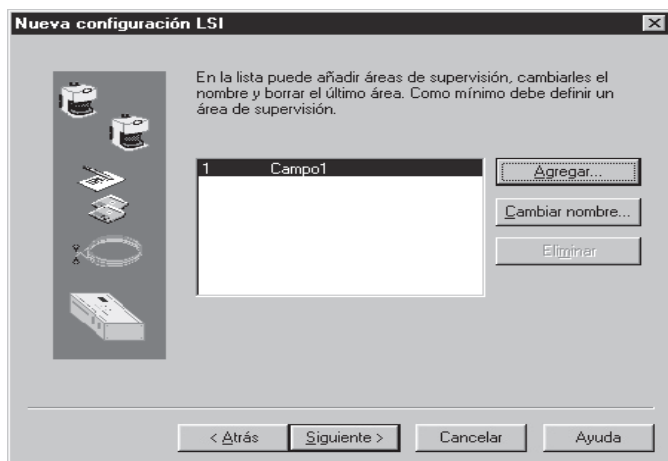 Nueva configuración LSI
En la lista puede añadir áreas de supervisión, cambiarles el
nombre y borrar el último área. Como mínimo debe definir un
área de supervisión.
1 Campo1
Agregar...
Cambiar nombre...
Eliminar
< Atrás Siguiente > Cancelar Ayuda